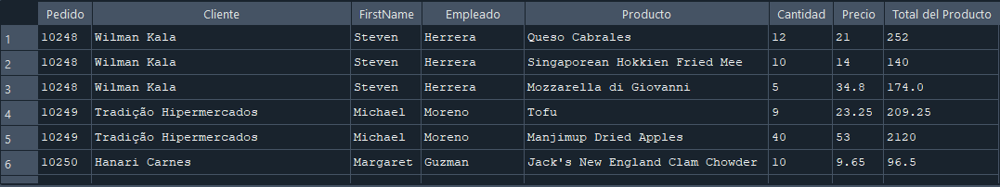 Pedido Cliente FirstName Empleado Producto Cantidad Precio Total del Producto
1 10248 Wilman Kala Steven Herrera Queso Cabrales 12 21 252
2 10248 Wilman Kala Steven Herrera Singaporean Hokkien Fried Mee 10 14 140
3 10248 Wilman Kala Steven Herrera Mozzarella di Giovanni 5 34.8 174.0
4 10249 Tradição Hipermercados Michael Moreno Tofu 9 23.25 209.25
5 10249 Tradição Hipermercados Michael Moreno Manjimup Dried Apples 40 53 2120
6 10250 Hanari Carnes Margaret Guzman Jack's New England Clam Chowder 10 9.65 96.5